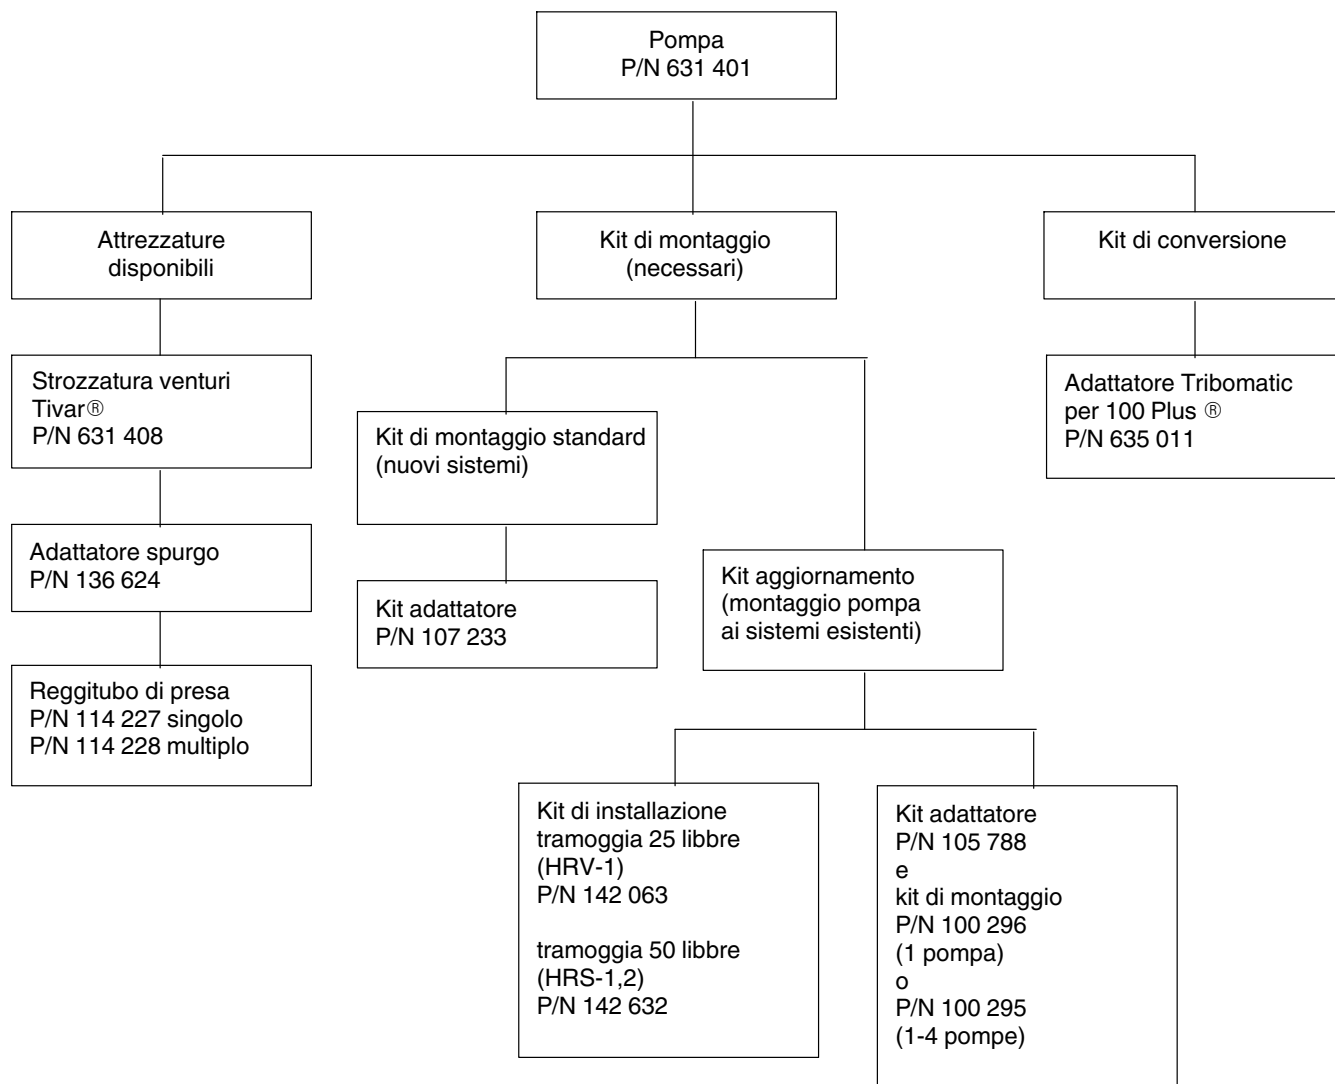 Pompa
P/N 631 401
Attrezzature
disponibili
Kit di montaggio
(necessari)
Kit di conversione
Strozzatura venturi
Tivar®
P/N 631 408
Adattatore Tribomatic
per 100 Plus ®
P/N 635 011
Kit di montaggio standard
(nuovi sistemi)
Adattatore spurgo
P/N 136 624
Kit aggiornamento
(montaggio pompa
ai sistemi esistenti)
Kit adattatore
P/N 107 233
Reggitubo di presa
P/N 114 227 singolo
P/N 114 228 multiplo
Kit di installazione
tramoggia 25 libbre
(HRV-1)
P/N 142 063
tramoggia 50 libbre
(HRS-1,2)
P/N 142 632
Kit adattatore
P/N 105 788
e
kit di montaggio
P/N 100 296
(1 pompa)
o
P/N 100 295
(1-4 pompe)